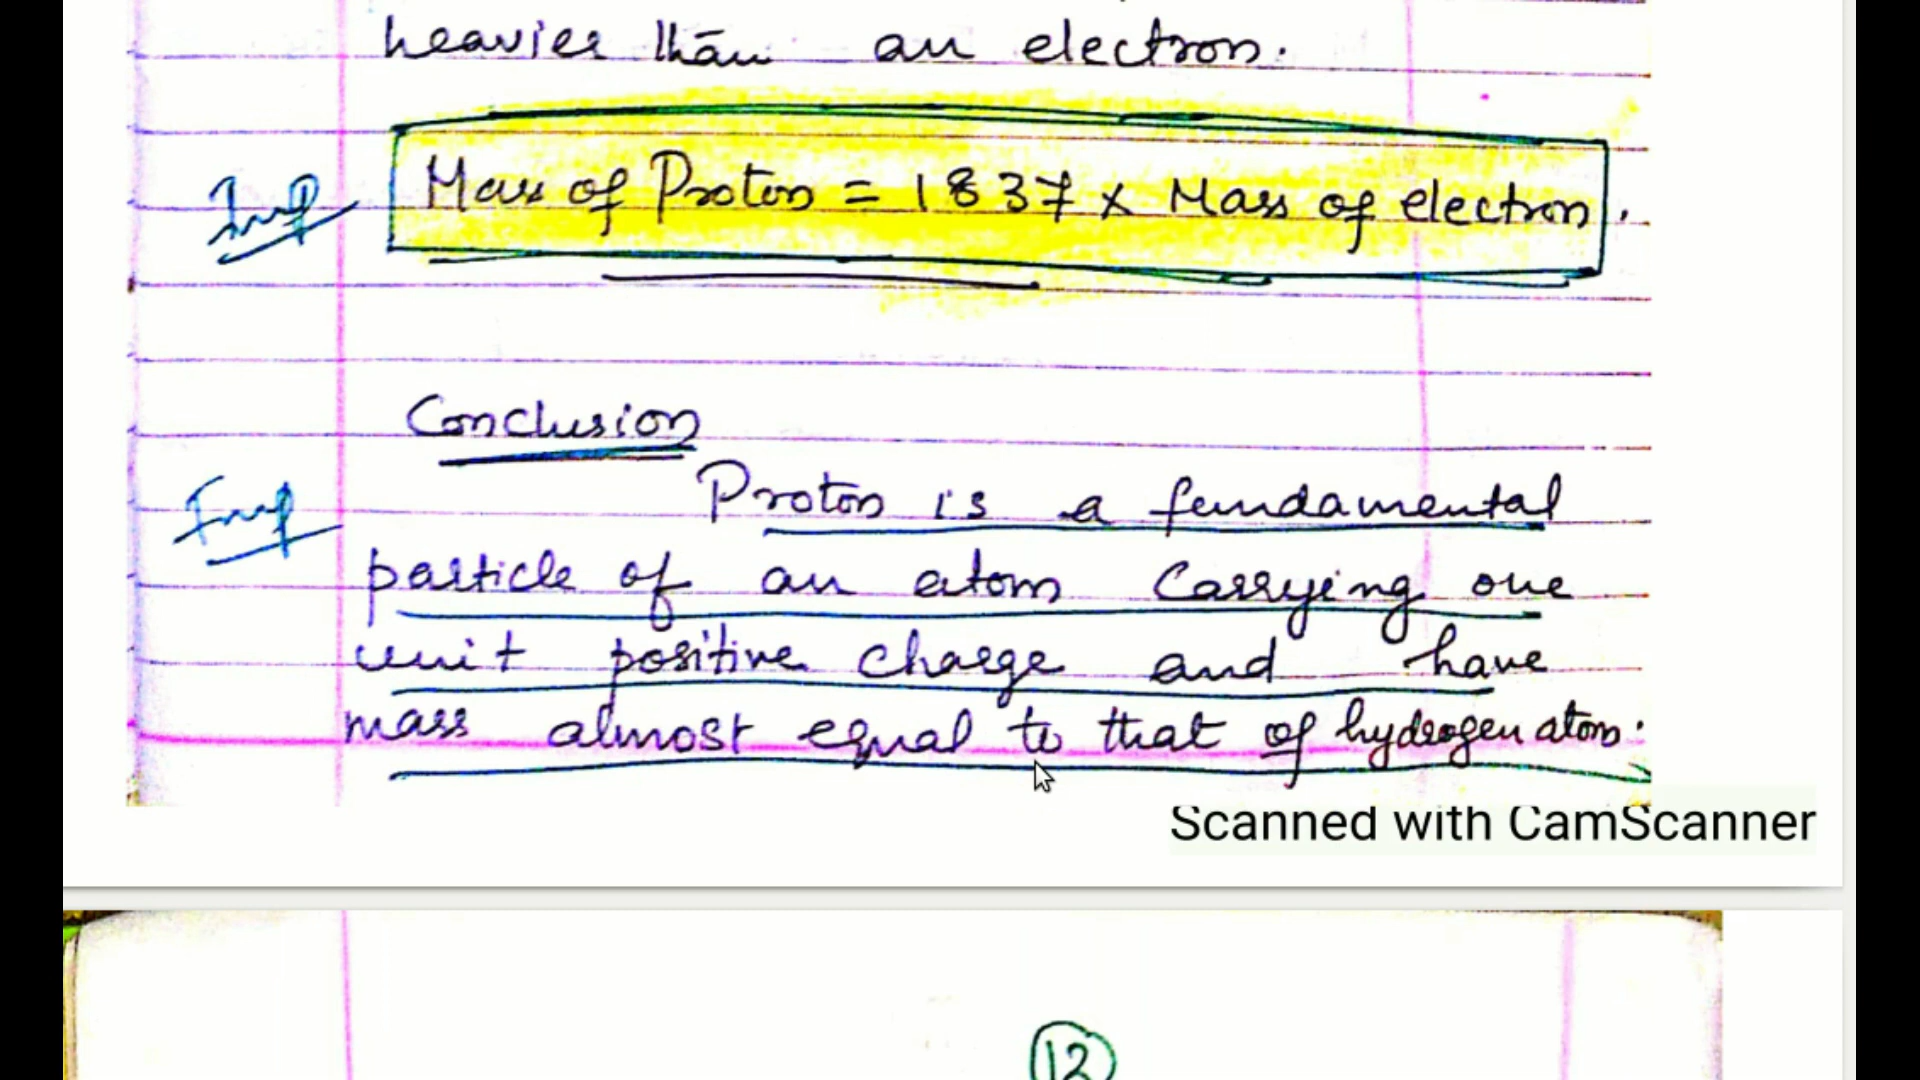 heavier than an electron.
Imp Mass of Proton = 1837 x Mass of electron.
Conclusion
Imp Proton is a fundamental
particle of an atom carrying one
unit positive charge and have
mass almost equal to that of hydrogen atom.
Scanned with CamScanner
12